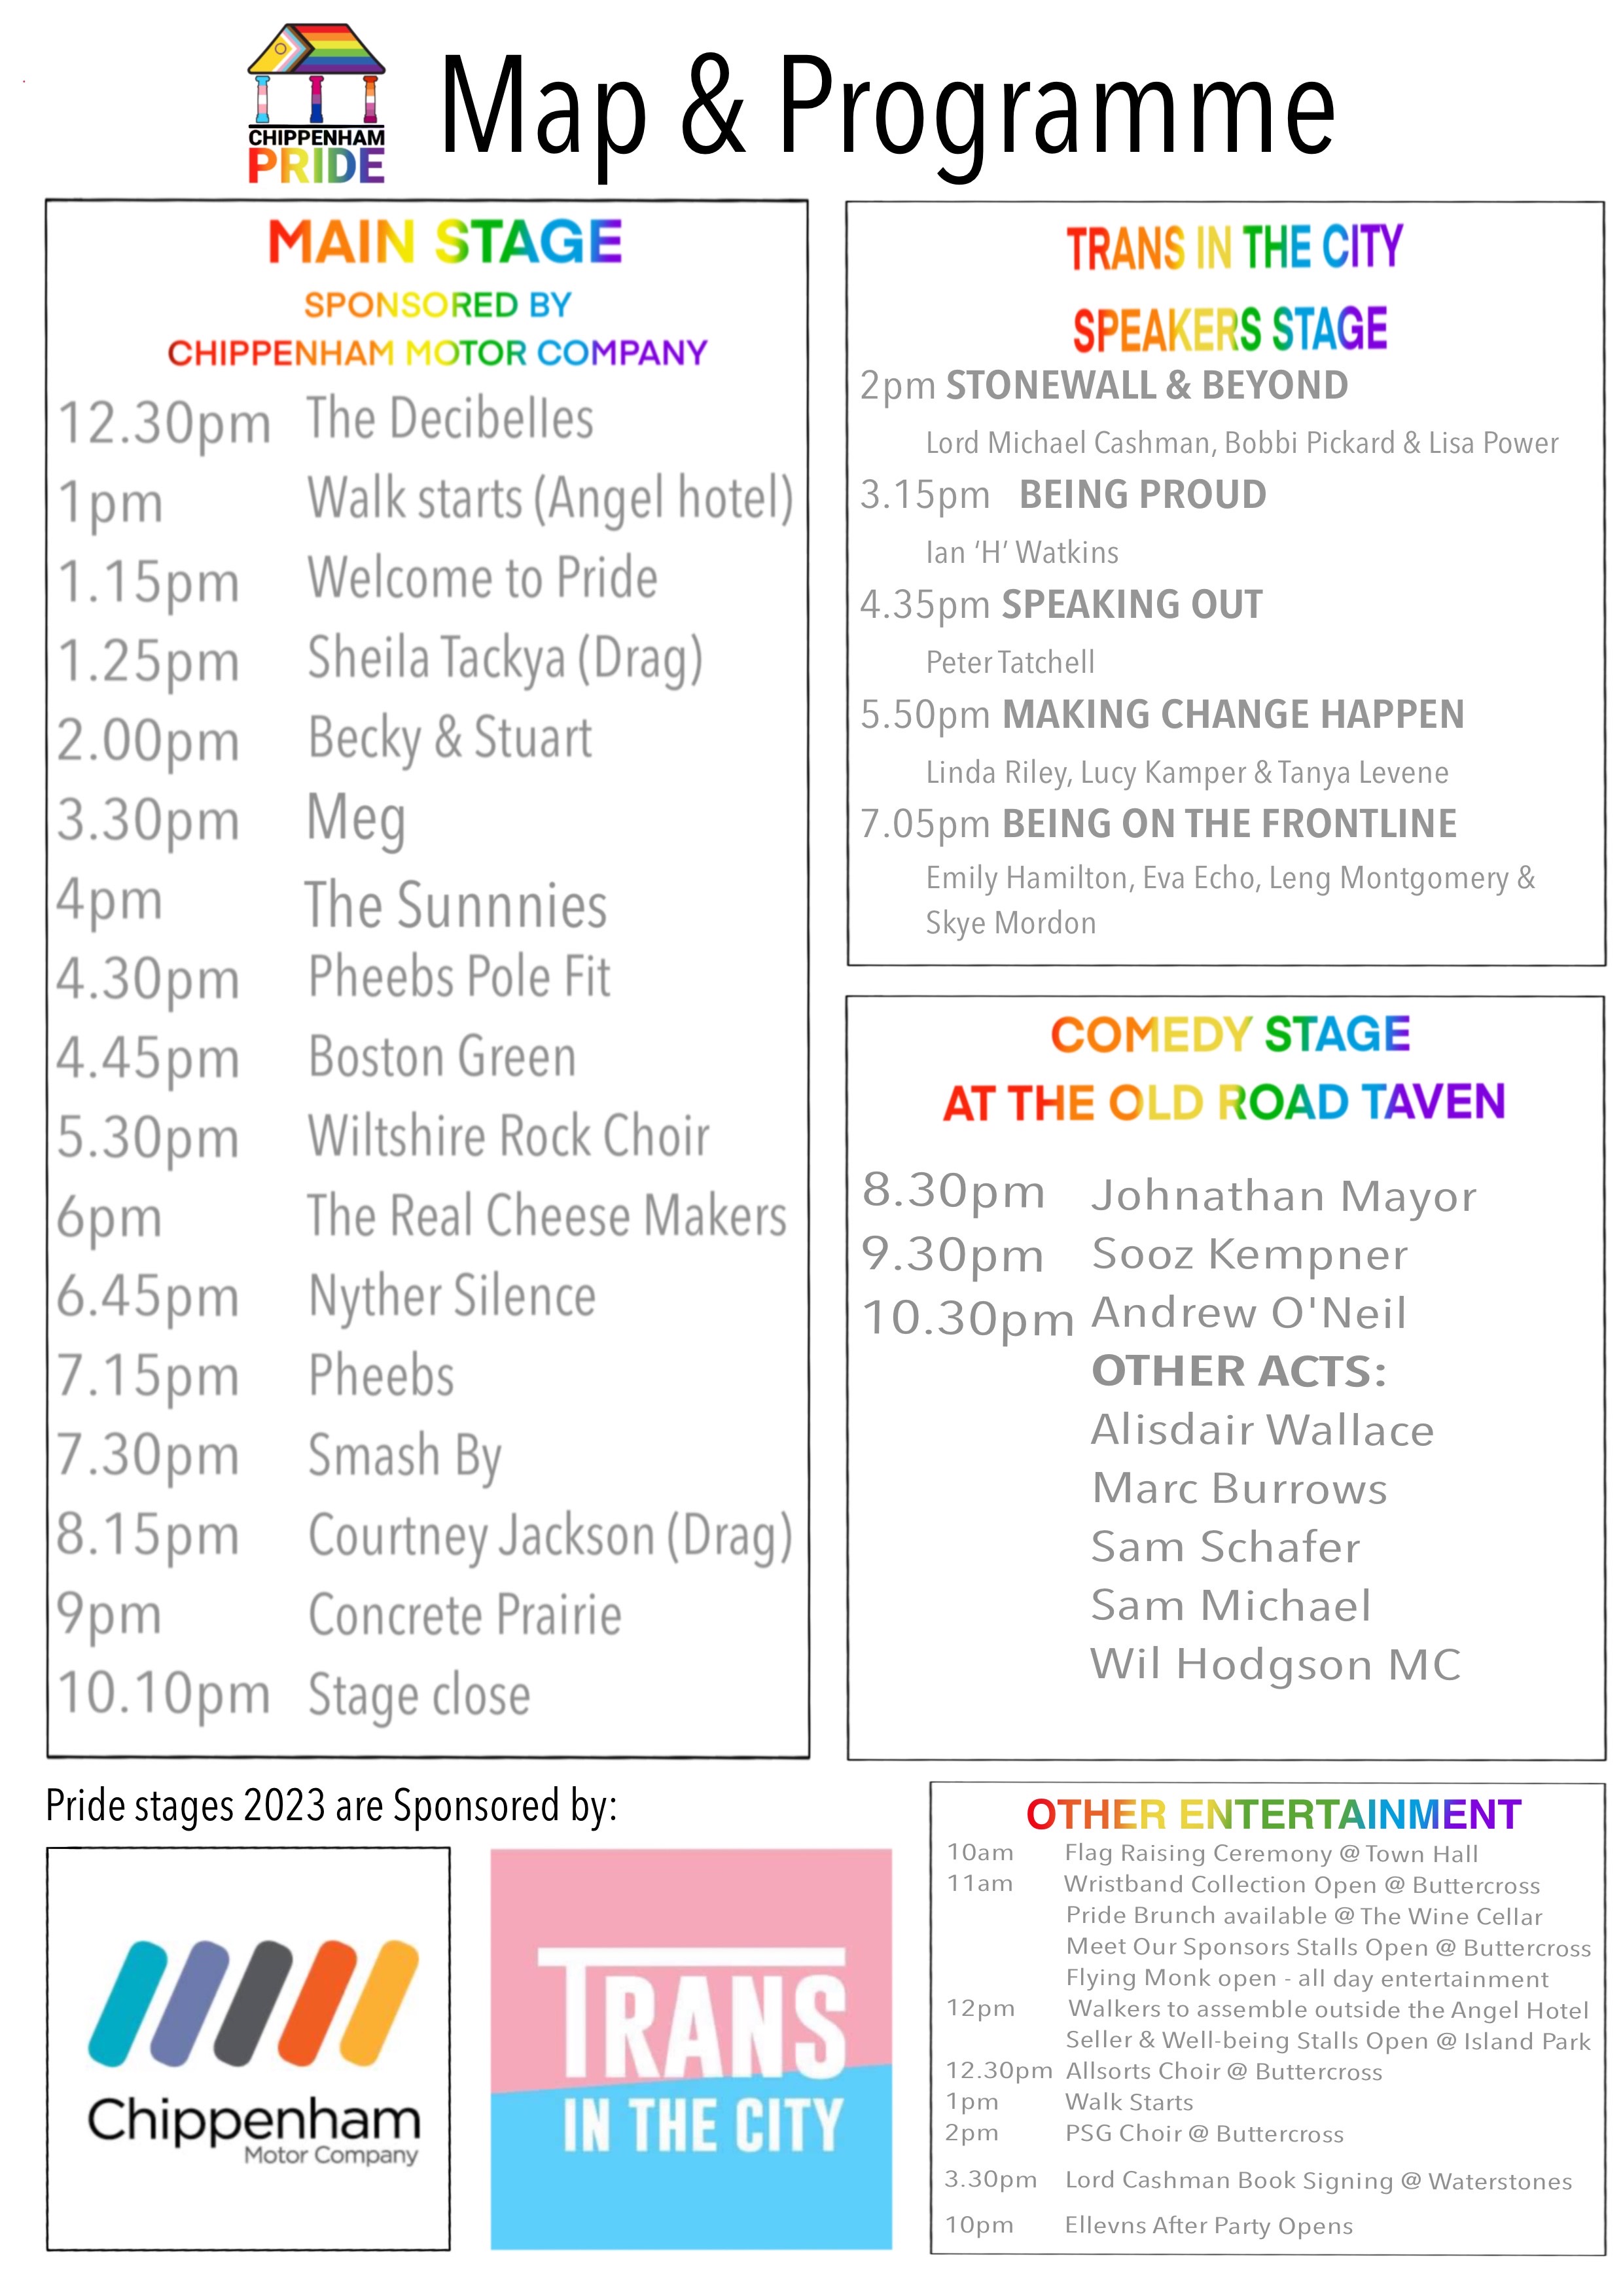 CHIPPENHAM
PRIDE
Map & Programme
MAIN STAGE
SPONSORED BY
CHIPPENHAM MOTOR COMPANY
12.30pm The Decibelles
1pm Walk starts (Angel hotel)
1.15pm Welcome to Pride
1.25pm Sheila Tackya (Drag)
2.00pm Becky & Stuart
3.30pm Meg
4pm The Sunnnies
4.30pm Pheebs Pole Fit
4.45pm Boston Green
5.30pm Wiltshire Rock Choir
6pm The Real Cheese Makers
6.45pm Nyther Silence
7.15pm Pheebs
7.30pm Smash By
8.15pm Courtney Jackson (Drag)
9pm Concrete Prairie
10.10pm Stage close
TRANS IN THE CITY
SPEAKERS STAGE
2pm STONEWALL & BEYOND
Lord Michael Cashman, Bobbi Pickard & Lisa Power
3.15pm BEING PROUD
Ian ‘H’ Watkins
4.35pm SPEAKING OUT
Peter Tatchell
5.50pm MAKING CHANGE HAPPEN
Linda Riley, Lucy Kamper & Tanya Levene
7.05pm BEING ON THE FRONTLINE
Emily Hamilton, Eva Echo, Leng Montgomery &
Skye Mordon
COMEDY STAGE
AT THE OLD ROAD TAVEN
8.30pm Johnathan Mayor
9.30pm Sooz Kempner
10.30pm Andrew O'Neil
OTHER ACTS:
Alisdair Wallace
Marc Burrows
Sam Schafer
Sam Michael
Wil Hodgson MC
Pride stages 2023 are Sponsored by:
Chippenham
Motor Company
TRANS
IN THE CITY
OTHER ENTERTAINMENT
10am Flag Raising Ceremony @ Town Hall
11am Wristband Collection Open @ Buttercross
Pride Brunch available @ The Wine Cellar
Meet Our Sponsors Stalls Open @ Buttercross
Flying Monk open - all day entertainment
12pm Walkers to assemble outside the Angel Hotel
Seller & Well-being Stalls Open @ Island Park
12.30pm Allsorts Choir @ Buttercross
1pm Walk Starts
2pm PSG Choir @ Buttercross
3.30pm Lord Cashman Book Signing @ Waterstones
10pm Ellevns After Party Opens